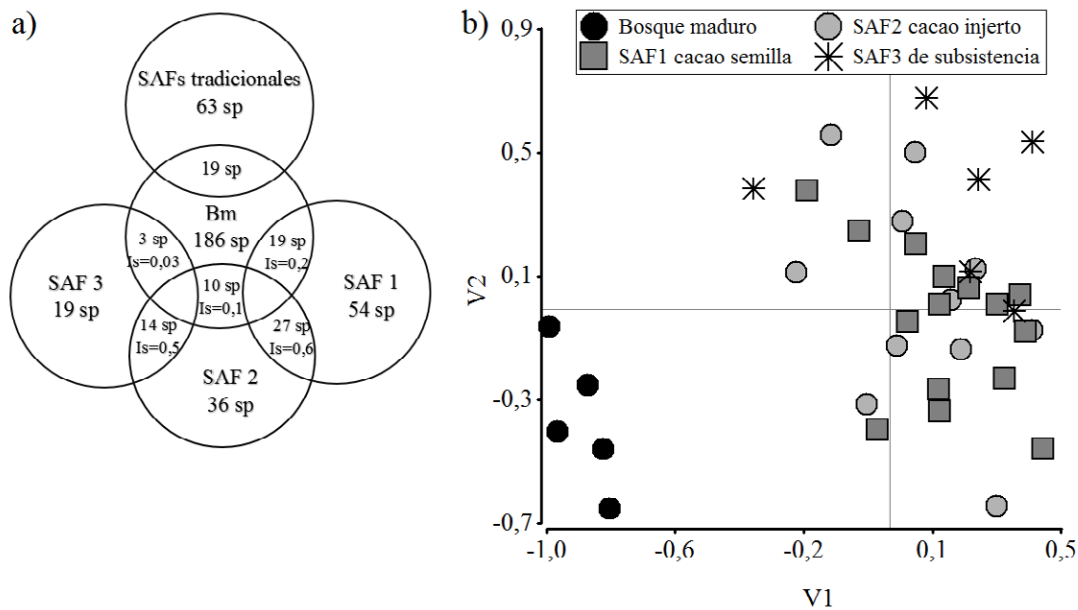 a)
SAFs tradicionales
63 sp
19 sp
Bm
186 sp
3 sp
Is=0,03
19 sp
Is=0,2
SAF 3
19 sp
10 sp
Is=0,1
SAF 1
54 sp
14 sp
Is=0,5
27 sp
Is=0,6
SAF 2
36 sp
b)
Bosque maduro
SAF2 cacao injerto
SAF1 cacao semilla
SAF3 de subsistencia
0,9
0,5
0,1
-0,3
-0,7
V2
-1,0
-0,6
-0,2
0,1
0,5
V1